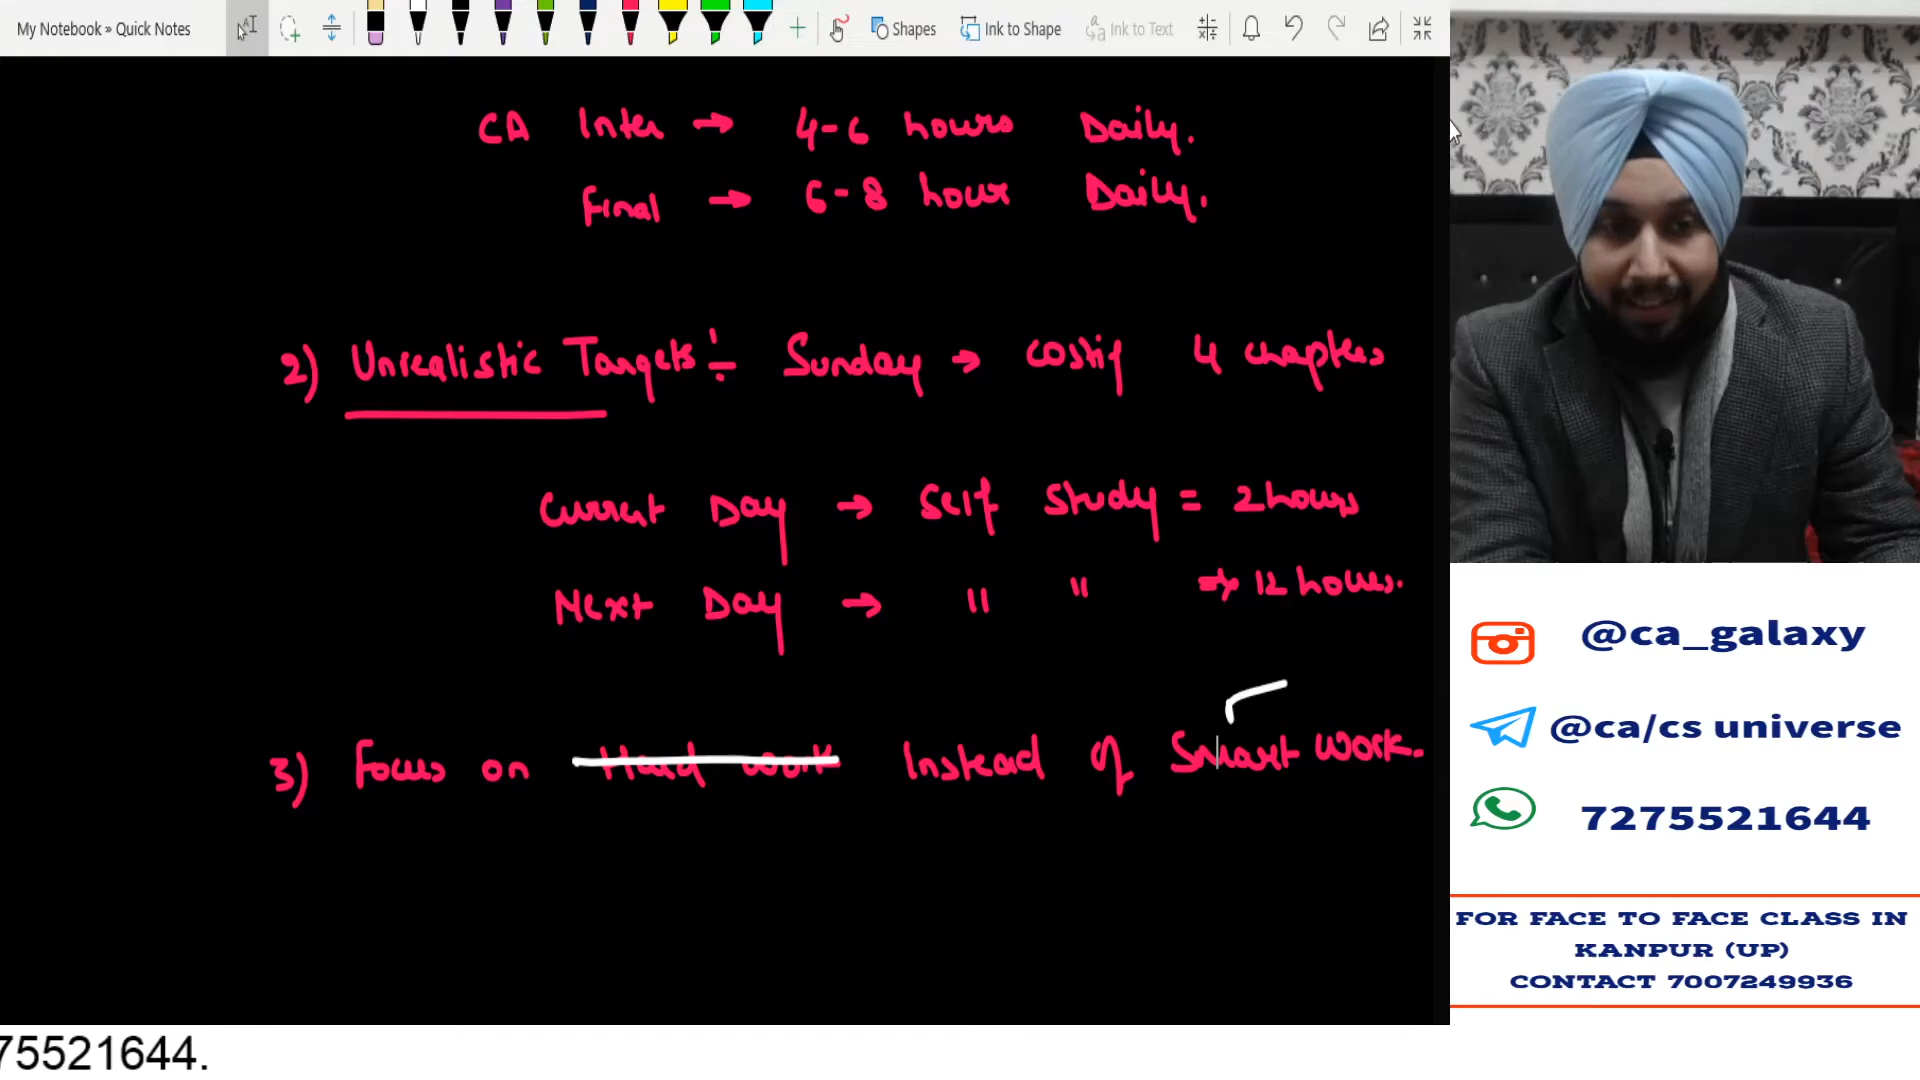 My Notebook » Quick Notes
Shapes
Ink to Shape
Ink to Text
CA Inter → 4-6 hours Daily.
Final → 6-8 hour Daily.
2) Unrealistic Targets÷ Sunday → 4 chapters
Current Day → Self Study = 2 hours
Next Day → " " ⇒ 12 hours.
3) Focus on Hard work Instead of Smart Work.
@ca_galaxy
@ca/cs universe
7275521644
FOR FACE TO FACE CLASS IN
KANPUR (UP)
CONTACT 7007249936
75521644.